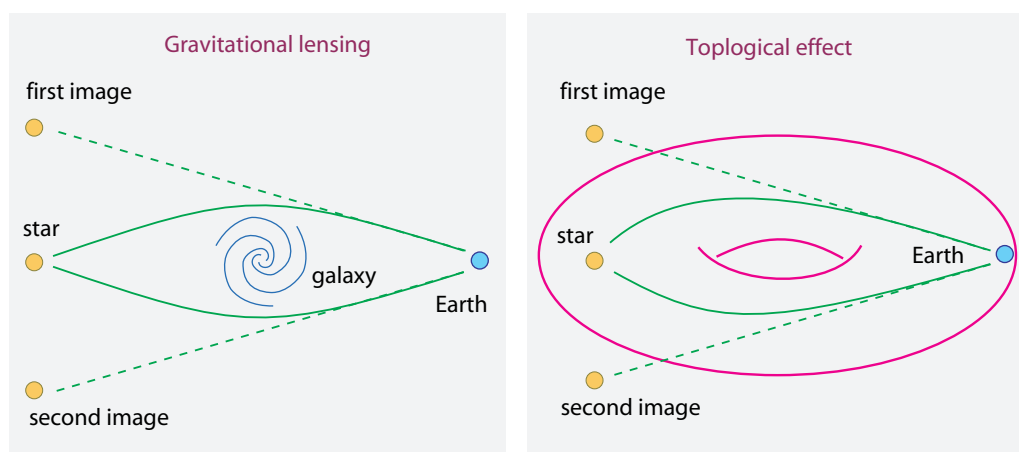 Gravitational lensing
first image
star
galaxy
Earth
second image
Toplogical effect
first image
star
Earth
second image